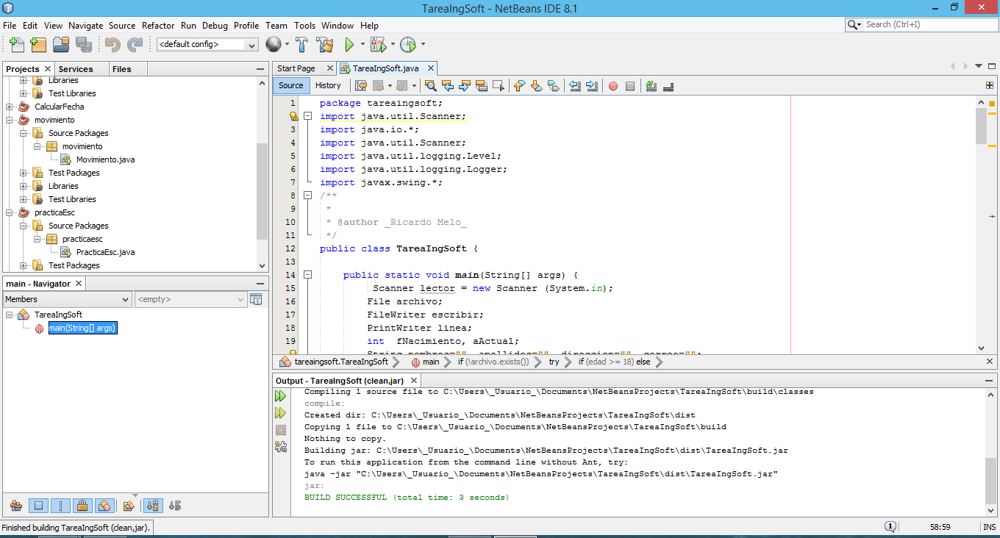 TareaIngSoft - NetBeans IDE 8.1
File Edit View Navigate Source Refactor Run Debug Profile Team Tools Window Help
Search (Ctrl+I)
<default config>
Projects Services Files
Libraries
Test Libraries
CalcularFecha
movimiento
Source Packages
movimiento
Movimiento.java
Test Packages
Libraries
Test Libraries
practicaEsc
Source Packages
practicaesc
PracticaEsc.java
Test Packages
main - Navigator
Members <empty>
TareaIngSoft
main(String[] args)
Start Page TareaIngSoft.java
Source History
1 package tareaingsoft;
import java.util.Scanner;
3 import java.io.*;
4 import java.util.Scanner;
5 import java.util.logging.Level;
6 import java.util.logging.Logger;
7 import javax.swing.*;
8 /**
9 *
10 * @author _Ricardo Melo_
11 */
12 public class TareaIngSoft {
13
14 public static void main(String[] args) {
15 Scanner lector = new Scanner (System.in);
16 File archivo;
17 FileWriter escribir;
18 PrintWriter linea;
19 int fNacimiento, aActual;
String nombres="", apellidos="", direccion="", correo="";
tareaingsoft.TareaIngSoft main if (!archivo.exists()) try if (edad >= 18) else
Output - TareaIngSoft (clean,jar)
Compiling 1 source file to C:\Users\_Usuario_\Documents\NetBeansProjects\TareaIngSoft\build\classes
compile:
Created dir: C:\Users\_Usuario_\Documents\NetBeansProjects\TareaIngSoft\dist
Copying 1 file to C:\Users\_Usuario_\Documents\NetBeansProjects\TareaIngSoft\build
Nothing to copy.
Building jar: C:\Users\_Usuario_\Documents\NetBeansProjects\TareaIngSoft\dist\TareaIngSoft.jar
To run this application from the command line without Ant, try:
java -jar "C:\Users\_Usuario_\Documents\NetBeansProjects\TareaIngSoft\dist\TareaIngSoft.jar"
jar:
BUILD SUCCESSFUL (total time: 3 seconds)
Finished building TareaIngSoft (clean,jar). 1 58:59 INS